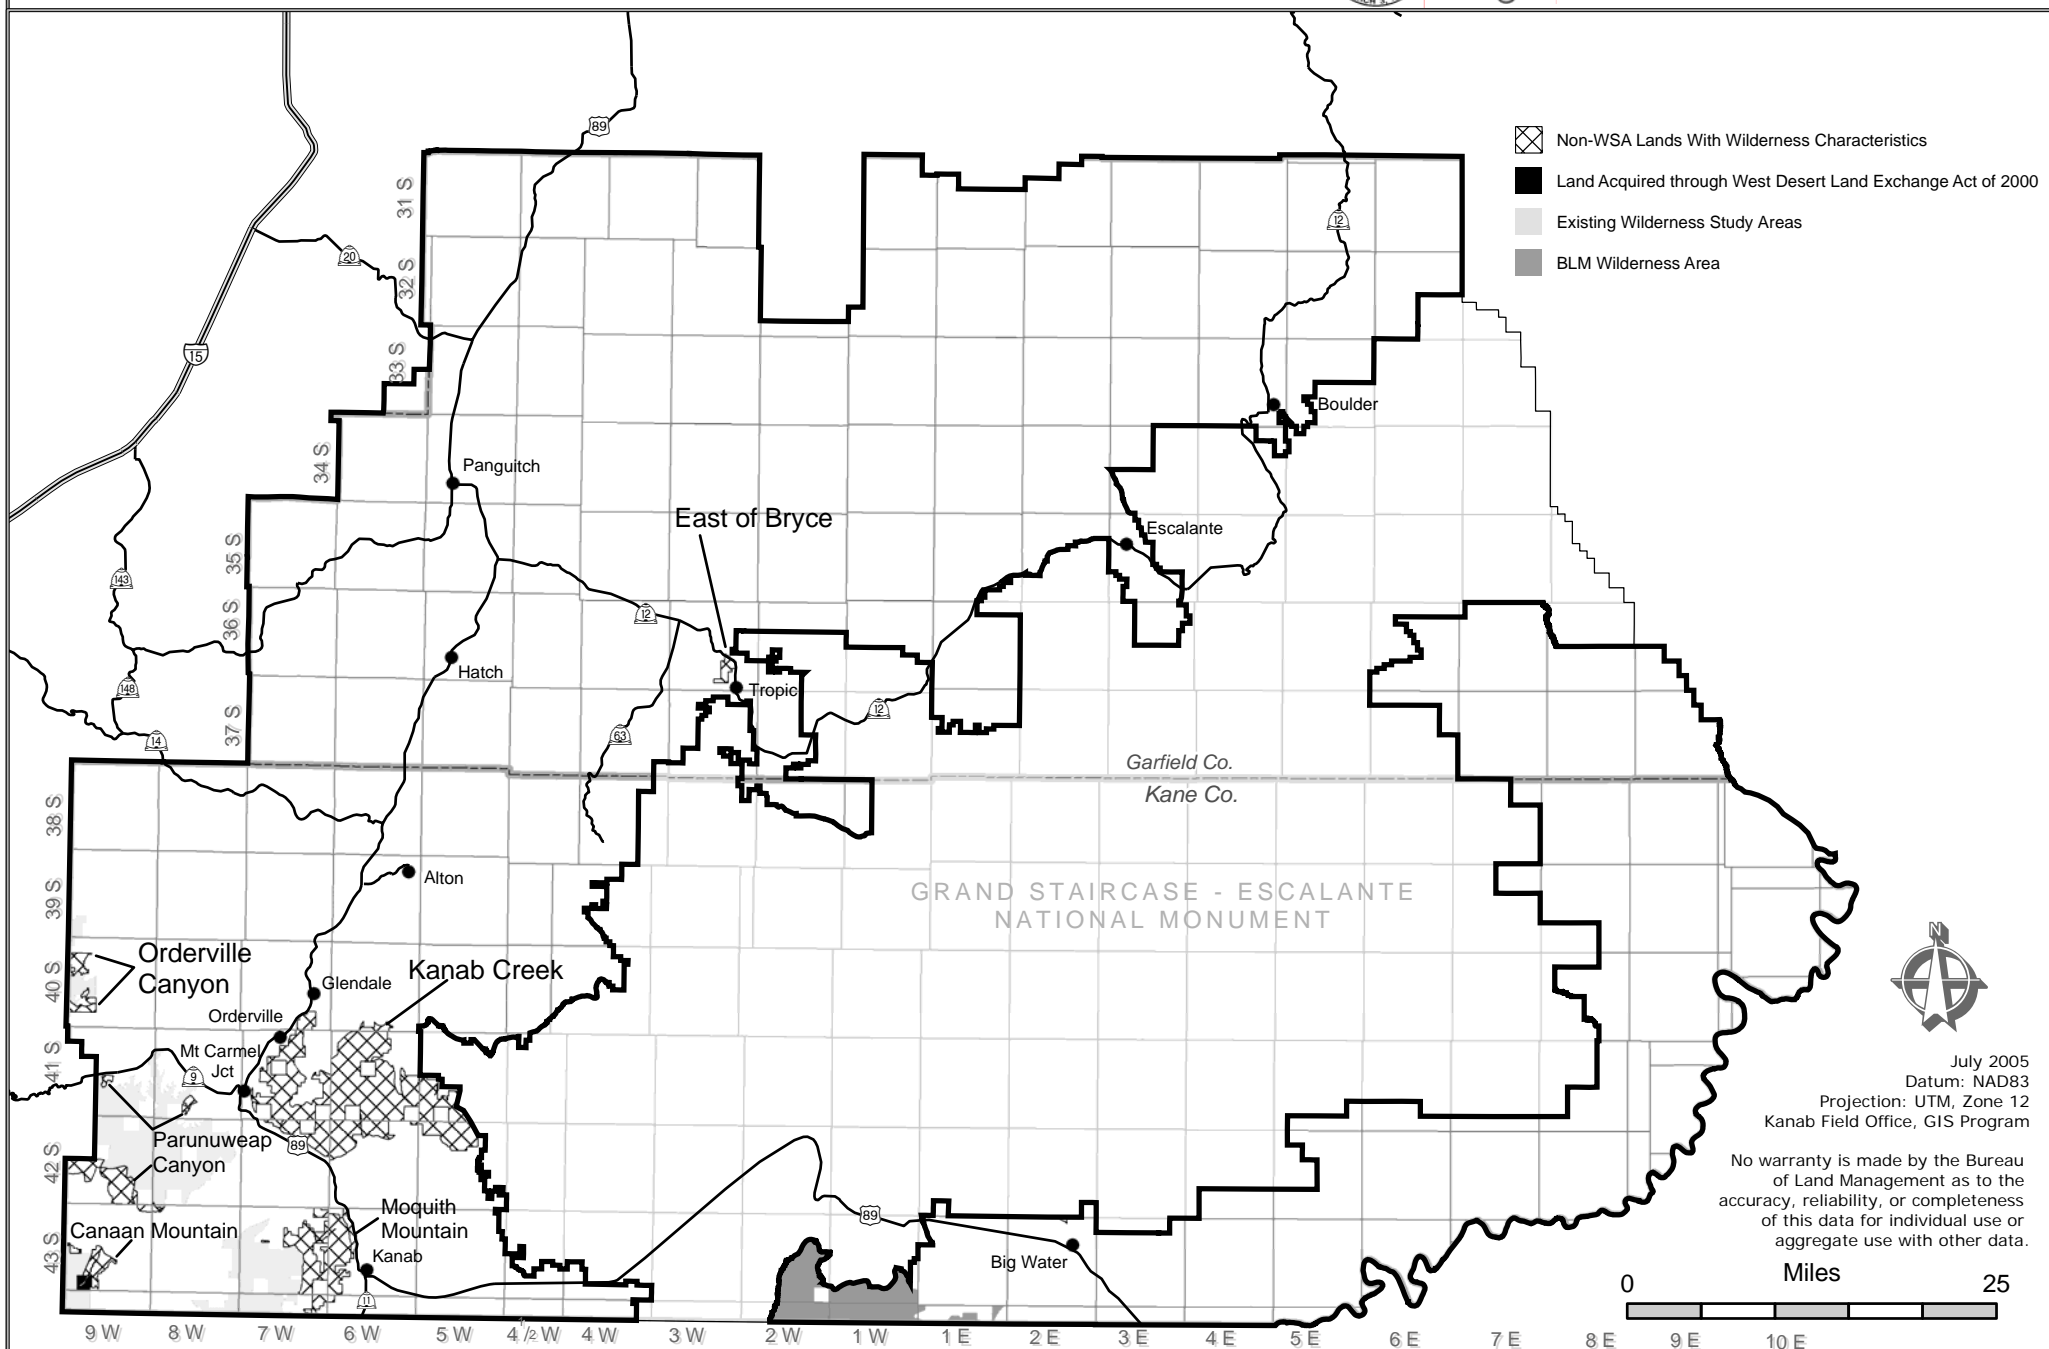 Non-WSA Lands With Wilderness Characteristics
Land Acquired through West Desert Land Exchange Act of 2000
Existing Wilderness Study Areas
BLM Wilderness Area
89
12
20
15
31 S
32 S
33 S
34 S
35 S
36 S
37 S
38 S
39 S
40 S
41 S
42 S
43 S
Boulder
Panguitch
East of Bryce
Escalante
143
12
148
Hatch
Tropic
12
14
63
Garfield Co.
Kane Co.
Alton
GRAND STAIRCASE - ESCALANTE
NATIONAL MONUMENT
Orderville
Canyon
Kanab Creek
Glendale
Orderville
Mt Carmel
Jct
9
Parunuweap
Canyon
89
Moquith
Mountain
Canaan Mountain
Kanab
11
89
Big Water
N
July 2005
Datum: NAD83
Projection: UTM, Zone 12
Kanab Field Office, GIS Program
No warranty is made by the Bureau
of Land Management as to the
accuracy, reliability, or completeness
of this data for individual use or
aggregate use with other data.
Miles
0 25
9 W 8 W 7 W 6 W 5 W 4 1/2 W 4 W 3 W 2 W 1 W 1 E 2 E 3 E 4 E 5 E 6 E 7 E 8 E 9 E 10 E